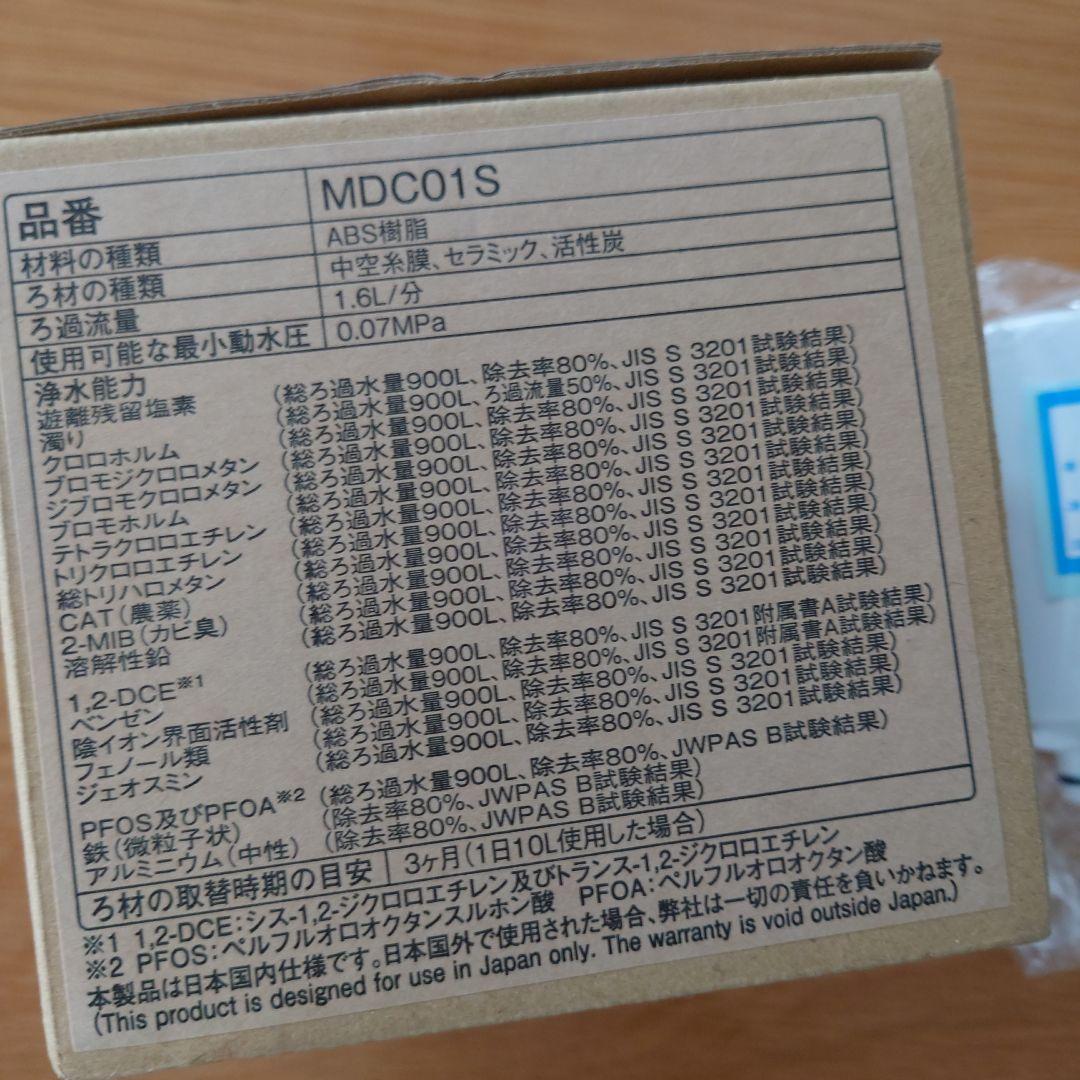 品番 MDC01S
材料の種類 ABS樹脂
ろ材の種類 中空糸膜、セラミック、活性炭
ろ過流量 1.6L/分
使用可能な最小動水圧 0.07MPa
浄水能力
遊離残留塩素 (総ろ過水量900L、除去率80%、JIS S 3201試験結果)
濁り (総ろ過水量900L、ろ過流量50%、JIS S 3201試験結果)
クロロホルム (総ろ過水量900L、除去率80%、JIS S 3201試験結果)
ブロモジクロロメタン (総ろ過水量900L、除去率80%、JIS S 3201試験結果)
ジブロモクロロメタン (総ろ過水量900L、除去率80%、JIS S 3201試験結果)
ブロモホルム (総ろ過水量900L、除去率80%、JIS S 3201試験結果)
テトラクロロエチレン (総ろ過水量900L、除去率80%、JIS S 3201試験結果)
トリクロロエチレン (総ろ過水量900L、除去率80%、JIS S 3201試験結果)
総トリハロメタン (総ろ過水量900L、除去率80%、JIS S 3201試験結果)
CAT(農薬) (総ろ過水量900L、除去率80%、JIS S 3201試験結果)
2-MIB(カビ臭) (総ろ過水量900L、除去率80%、JIS S 3201試験結果)
溶解性鉛 (総ろ過水量900L、除去率80%、JIS S 3201試験結果)
1,2-DCE※1 (総ろ過水量900L、除去率80%、JIS S 3201附属書A試験結果)
ベンゼン (総ろ過水量900L、除去率80%、JIS S 3201附属書A試験結果)
陰イオン界面活性剤 (総ろ過水量900L、除去率80%、JIS S 3201試験結果)
フェノール類 (総ろ過水量900L、除去率80%、JIS S 3201試験結果)
ジェオスミン (総ろ過水量900L、除去率80%、JIS S 3201試験結果)
PFOS及びPFOA※2 (総ろ過水量900L、除去率80%、JWPAS B試験結果)
鉄(微粒子状) (除去率80%、JWPAS B試験結果)
アルミニウム(中性) (除去率80%、JWPAS B試験結果)
ろ材の取替時期の目安 3ヶ月(1日10L使用した場合)
※1 1,2-DCE:シス-1,2-ジクロロエチレン及びトランス-1,2-ジクロロエチレン
※2 PFOS:ペルフルオロオクタンスルホン酸 PFOA:ペルフルオロオクタン酸
本製品は日本国内仕様です。日本国外で使用された場合、弊社は一切の責任を負いかねます。
(This product is designed for use in Japan only. The warranty is void outside Japan.)